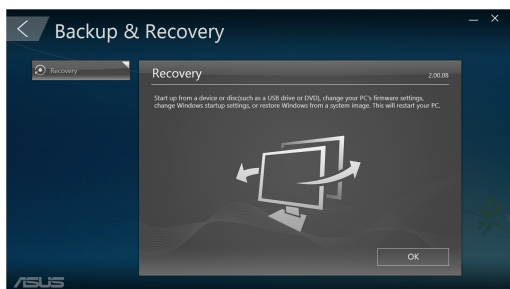 Backup & Recovery
Recovery
Recovery
2.00.08
Start up from a device or disc(such as a USB drive or DVD), change your PC's firmware settings,
change Windows startup settings, or restore Windows from a system image. This will restart your PC.
OK
ASUS